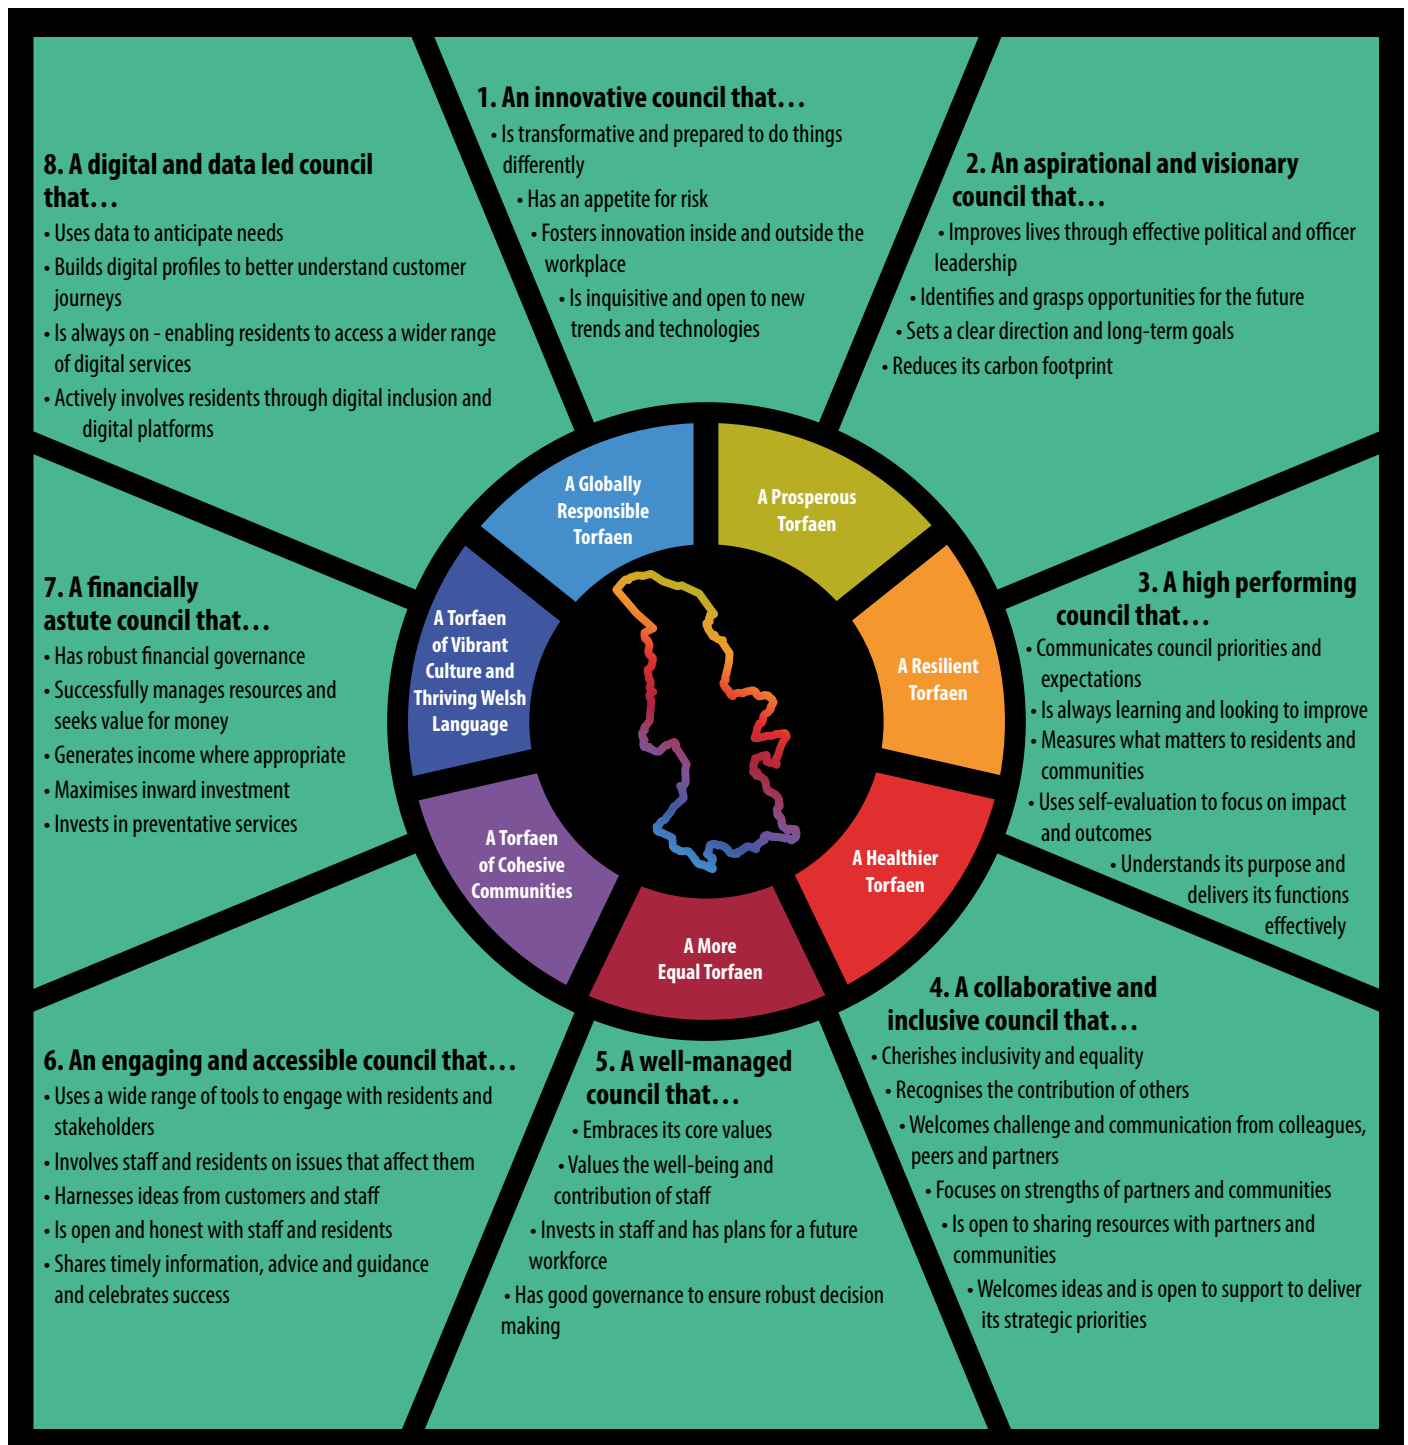 1. An innovative council that…
• Is transformative and prepared to do things
differently
• Has an appetite for risk
• Fosters innovation inside and outside the
workplace
• Is inquisitive and open to new
trends and technologies
2. An aspirational and visionary
council that…
• Improves lives through effective political and officer
leadership
• Identifies and grasps opportunities for the future
• Sets a clear direction and long-term goals
• Reduces its carbon footprint
3. A high performing
council that…
• Communicates council priorities and
expectations
• Is always learning and looking to improve
• Measures what matters to residents and
communities
• Uses self-evaluation to focus on impact
and outcomes
• Understands its purpose and
delivers its functions
effectively
4. A collaborative and
inclusive council that…
• Cherishes inclusivity and equality
• Recognises the contribution of others
• Welcomes challenge and communication from colleagues,
peers and partners
• Focuses on strengths of partners and communities
• Is open to sharing resources with partners and
communities
• Welcomes ideas and is open to support to deliver
its strategic priorities
5. A well-managed
council that…
• Embraces its core values
• Values the well-being and
contribution of staff
• Invests in staff and has plans for a future
workforce
• Has good governance to ensure robust decision
making
6. An engaging and accessible council that…
• Uses a wide range of tools to engage with residents and
stakeholders
• Involves staff and residents on issues that affect them
• Harnesses ideas from customers and staff
• Is open and honest with staff and residents
• Shares timely information, advice and guidance
and celebrates success
7. A financially
astute council that…
• Has robust financial governance
• Successfully manages resources and
seeks value for money
• Generates income where appropriate
• Maximises inward investment
• Invests in preventative services
8. A digital and data led council
that…
• Uses data to anticipate needs
• Builds digital profiles to better understand customer
journeys
• Is always on - enabling residents to access a wider range
of digital services
• Actively involves residents through digital inclusion and
digital platforms
A Prosperous
Torfaen
A Resilient
Torfaen
A Healthier
Torfaen
A More
Equal Torfaen
A Torfaen
of Cohesive
Communities
A Torfaen
of Vibrant
Culture and
Thriving Welsh
Language
A Globally
Responsible
Torfaen